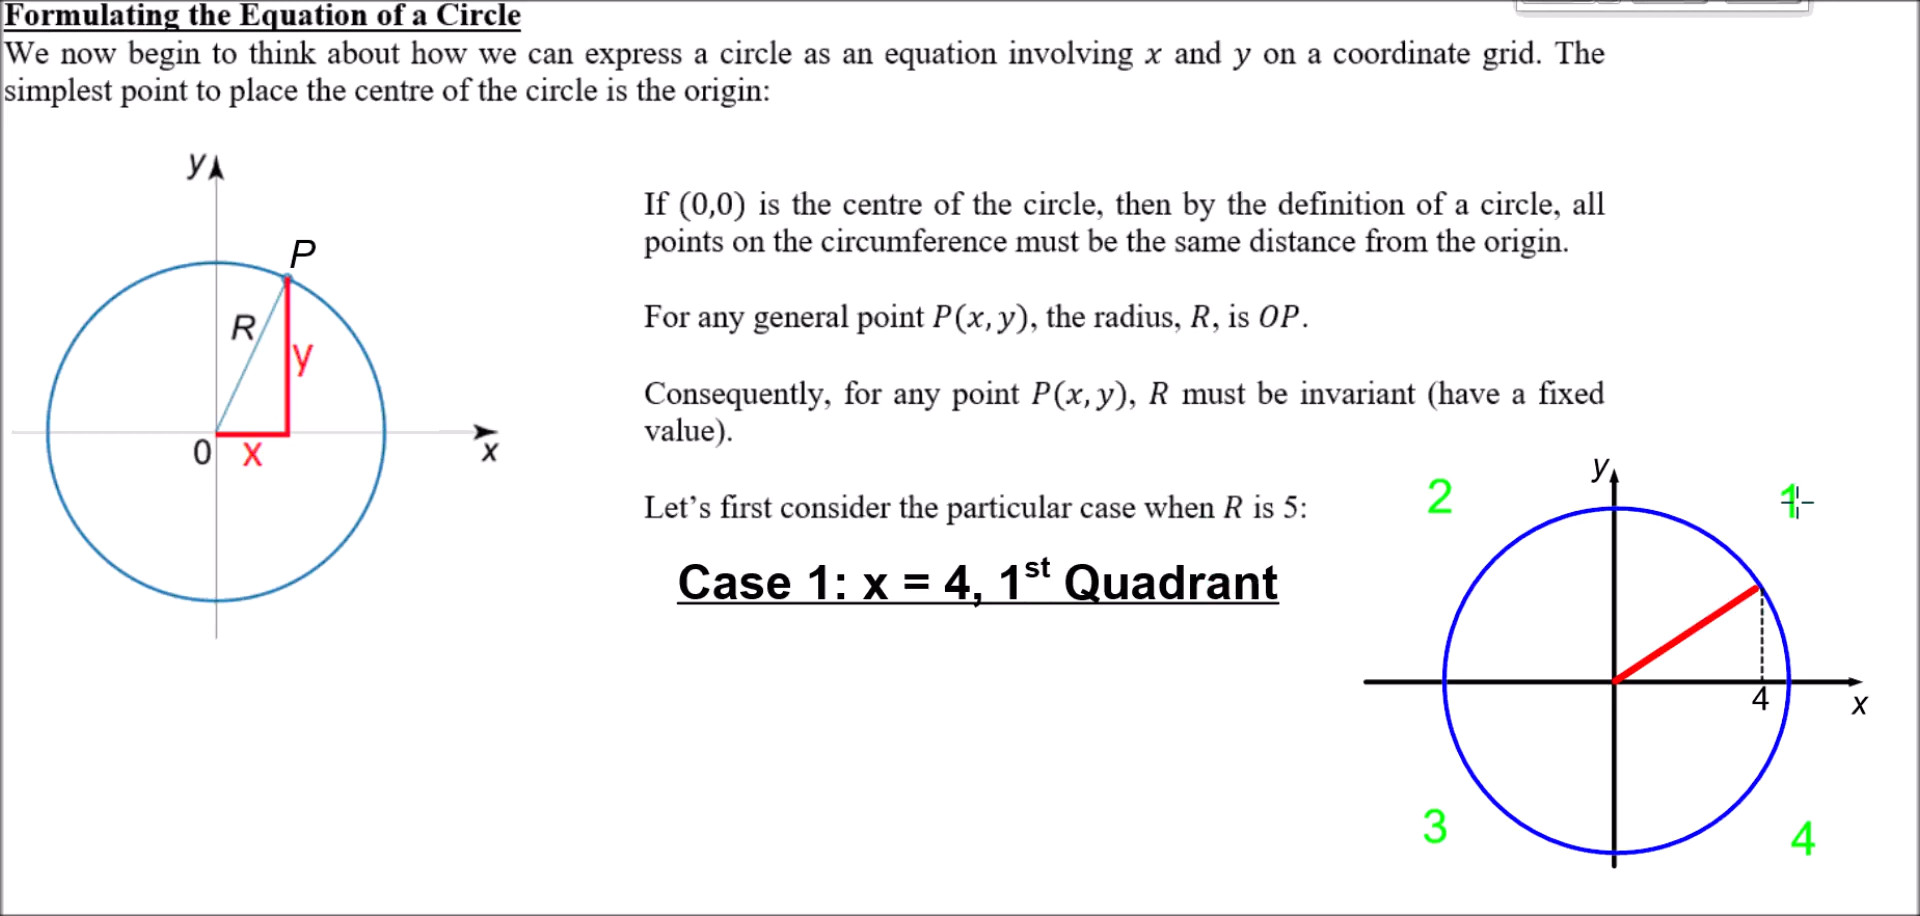 Formulating the Equation of a Circle
We now begin to think about how we can express a circle as an equation involving x and y on a coordinate grid. The
simplest point to place the centre of the circle is the origin:
y
P
R
y
0 x
x
If (0,0) is the centre of the circle, then by the definition of a circle, all
points on the circumference must be the same distance from the origin.
For any general point P(x, y), the radius, R, is OP.
Consequently, for any point P(x, y), R must be invariant (have a fixed
value).
Let’s first consider the particular case when R is 5:
Case 1: x = 4, 1st Quadrant
y
2
1
4
x
3
4